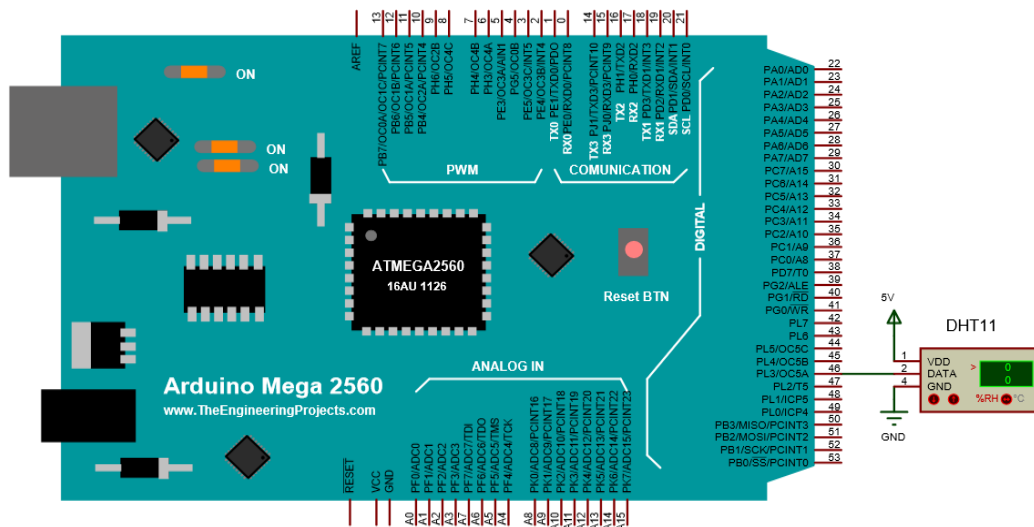 AREF
13 PB7/OC0A/OC1C/PCINT7
12 PB6/OC1B/PCINT6
11 PB5/OC1A/PCINT5
10 PB4/OC2A/PCINT4
9 PH6/OC2B
8 PH5/OC4C
7 PH4/OC4B
6 PH3/OC4A
5 PE3/OC3A/AIN1
4 PG5/OC0B
3 PE5/OC3C/INT5
2 PE4/OC3B/INT4
1 PE1/TXD0/PDO
TX0
0 PE0/RXD0/PCINT8
RX0
14 PJ1/TXD3/PCINT10
TX3
15 PJ0/RXD3/PCINT9
RX3
16 PH1/TXD2
TX2
17 PH0/RXD2
RX2
18 PD3/TXD1/INT3
TX1
19 PD2/RXD1/INT2
RX1
20 PD1/SDA/INT1
SDA
21 PD0/SCL/INT0
SCL
PWM
COMUNICATION
DIGITAL
ON
ON
ON
ATMEGA2560
16AU 1126
Reset BTN
ANALOG IN
Arduino Mega 2560
www.TheEngineeringProjects.com
PA0/AD0 22
PA1/AD1 23
PA2/AD2 24
PA3/AD3 25
PA4/AD4 26
PA5/AD5 27
PA6/AD6 28
PA7/AD7 29
PC7/A15 30
PC6/A14 31
PC5/A13 32
PC4/A12 33
PC3/A11 34
PC2/A10 35
PC1/A9 36
PC0/A8 37
PD7/T0 38
PG2/ALE 39
PG1/RD 40
PG0/WR 41
PL7 42
PL6 43
PL5/OC5C 44
PL4/OC5B 45
PL3/OC5A 46
PL2/T5 47
PL1/ICP5 48
PL0/ICP4 49
PB3/MISO/PCINT3 50
PB2/MOSI/PCINT2 51
PB1/SCK/PCINT1 52
PB0/SS/PCINT0 53
5V
DHT11
1 VDD
2 DATA
4 GND
>
0
0
%RH
°C
GND
RESET
VCC
GND
A0 PF0/ADC0
A1 PF1/ADC1
A2 PF2/ADC2
A3 PF3/ADC3
A7 PF7/ADC7/TDI
A6 PF6/ADC6/TDO
A5 PF5/ADC5/TMS
A4 PF4/ADC4/TCK
A8 PK0/ADC8/PCINT16
A9 PK1/ADC9/PCINT17
A10 PK2/ADC10/PCINT18
A11 PK3/ADC11/PCINT19
A12 PK4/ADC12/PCINT20
A13 PK5/ADC13/PCINT21
A14 PK6/ADC14/PCINT22
A15 PK7/ADC15/PCINT23